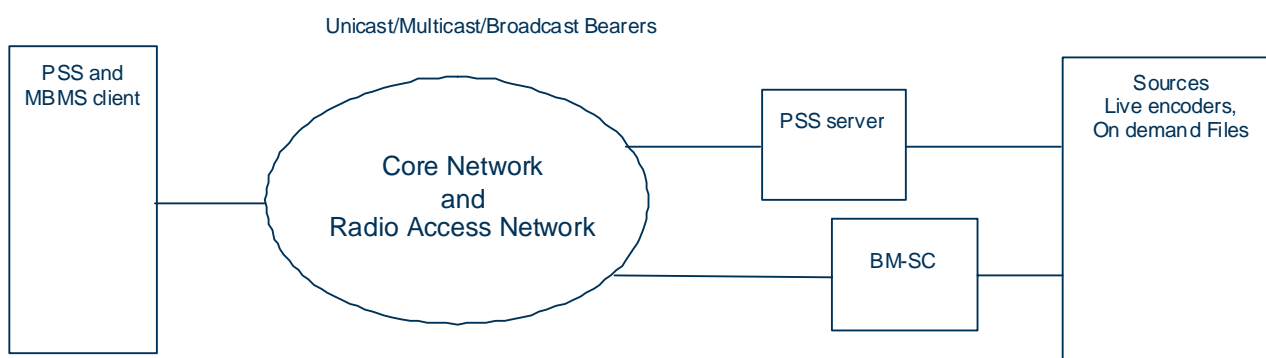 Unicast/Multicast/Broadcast Bearers
PSS and
MBMS client
Core Network
and
Radio Access Network
PSS server
BM-SC
Sources
Live encoders,
On demand Files